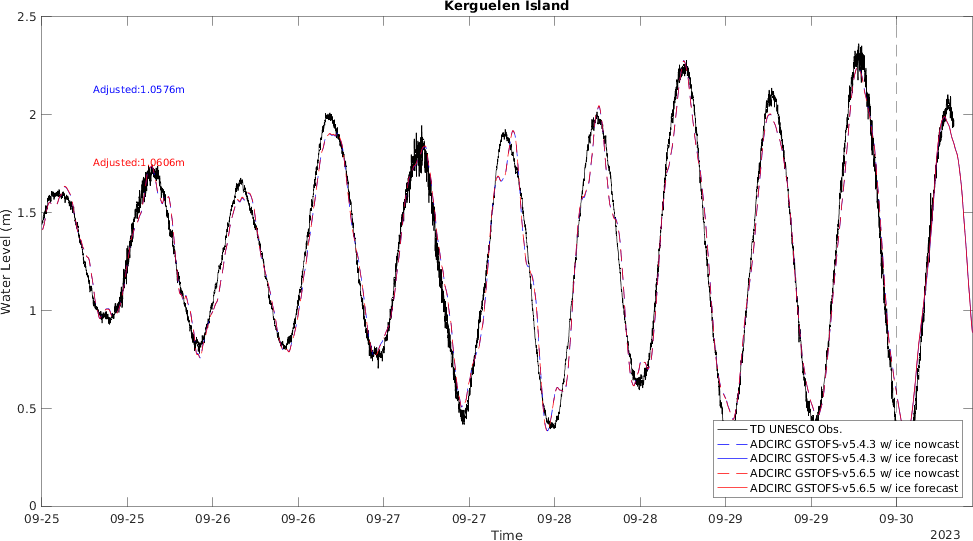 Kerguelen Island
2.5
2
1.5
1
0.5
0
Water Level (m)
Adjusted:1.0576m
Adjusted:1.0606m
TD UNESCO Obs.
ADCIRC GSTOFS-v5.4.3 w/ ice nowcast
ADCIRC GSTOFS-v5.4.3 w/ ice forecast
ADCIRC GSTOFS-v5.6.5 w/ ice nowcast
ADCIRC GSTOFS-v5.6.5 w/ ice forecast
09-25 09-25 09-26 09-26 09-27 09-27 09-28 09-28 09-29 09-29 09-30
Time
2023